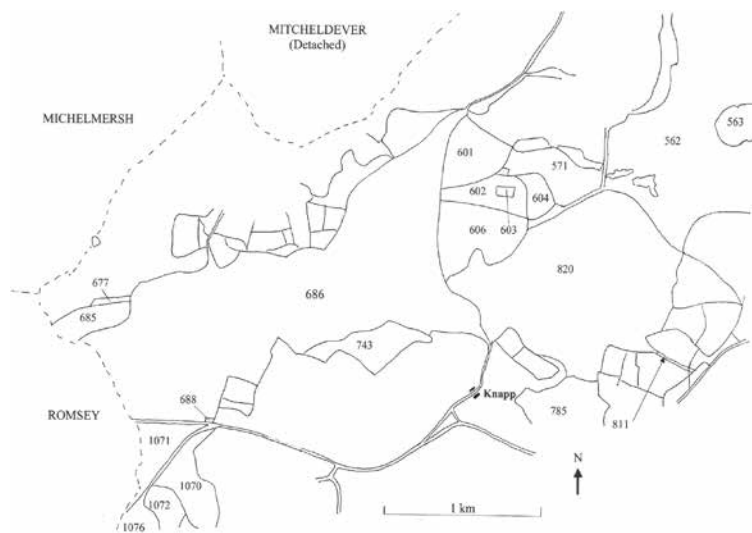 MITCHELDEVER
(Detached)
MICHELMERSH
563
562
601
571
602
604
603
606
820
677
686
685
743
688
Knapp
ROMSEY
785
811
1071
1070
1072
1076
N
1 km